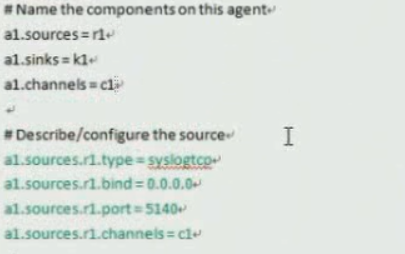 # Name the components on this agent
a1.sources = r1
a1.sinks = k1
a1.channels = c1
# Describe/configure the source
a1.sources.r1.type = syslogtcp
a1.sources.r1.bind = 0.0.0.0
a1.sources.r1.port = 5140
a1.sources.r1.channels = c1